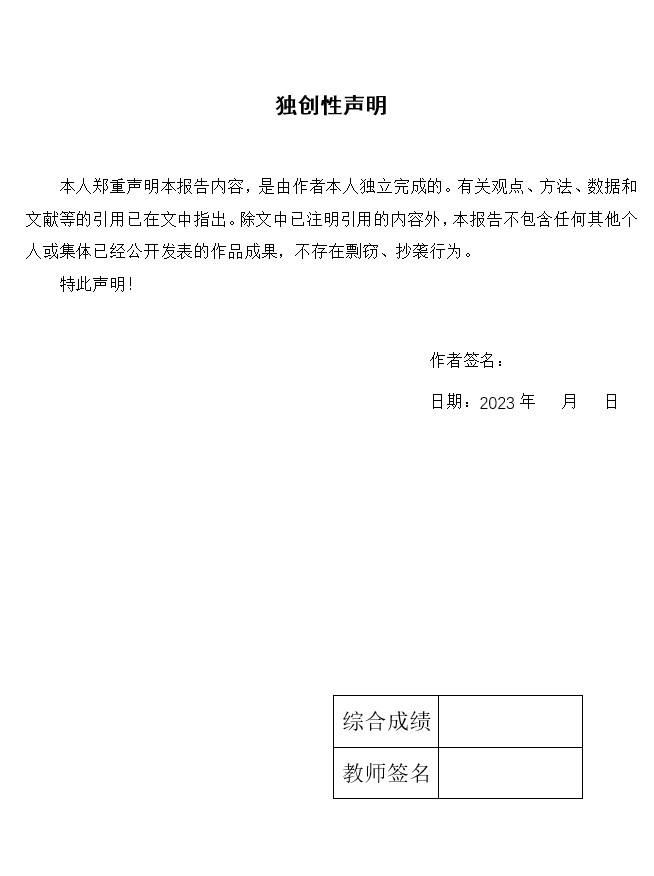 独创性声明
本人郑重声明本报告内容，是由作者本人独立完成的。有关观点、方法、数据和
文献等的引用已在文中指出。除文中已注明引用的内容外，本报告不包含任何其他个
人或集体已经公开发表的作品成果，不存在剽窃、抄袭行为。
特此声明！
作者签名：
日期：2023 年 月 日
综合成绩
教师签名